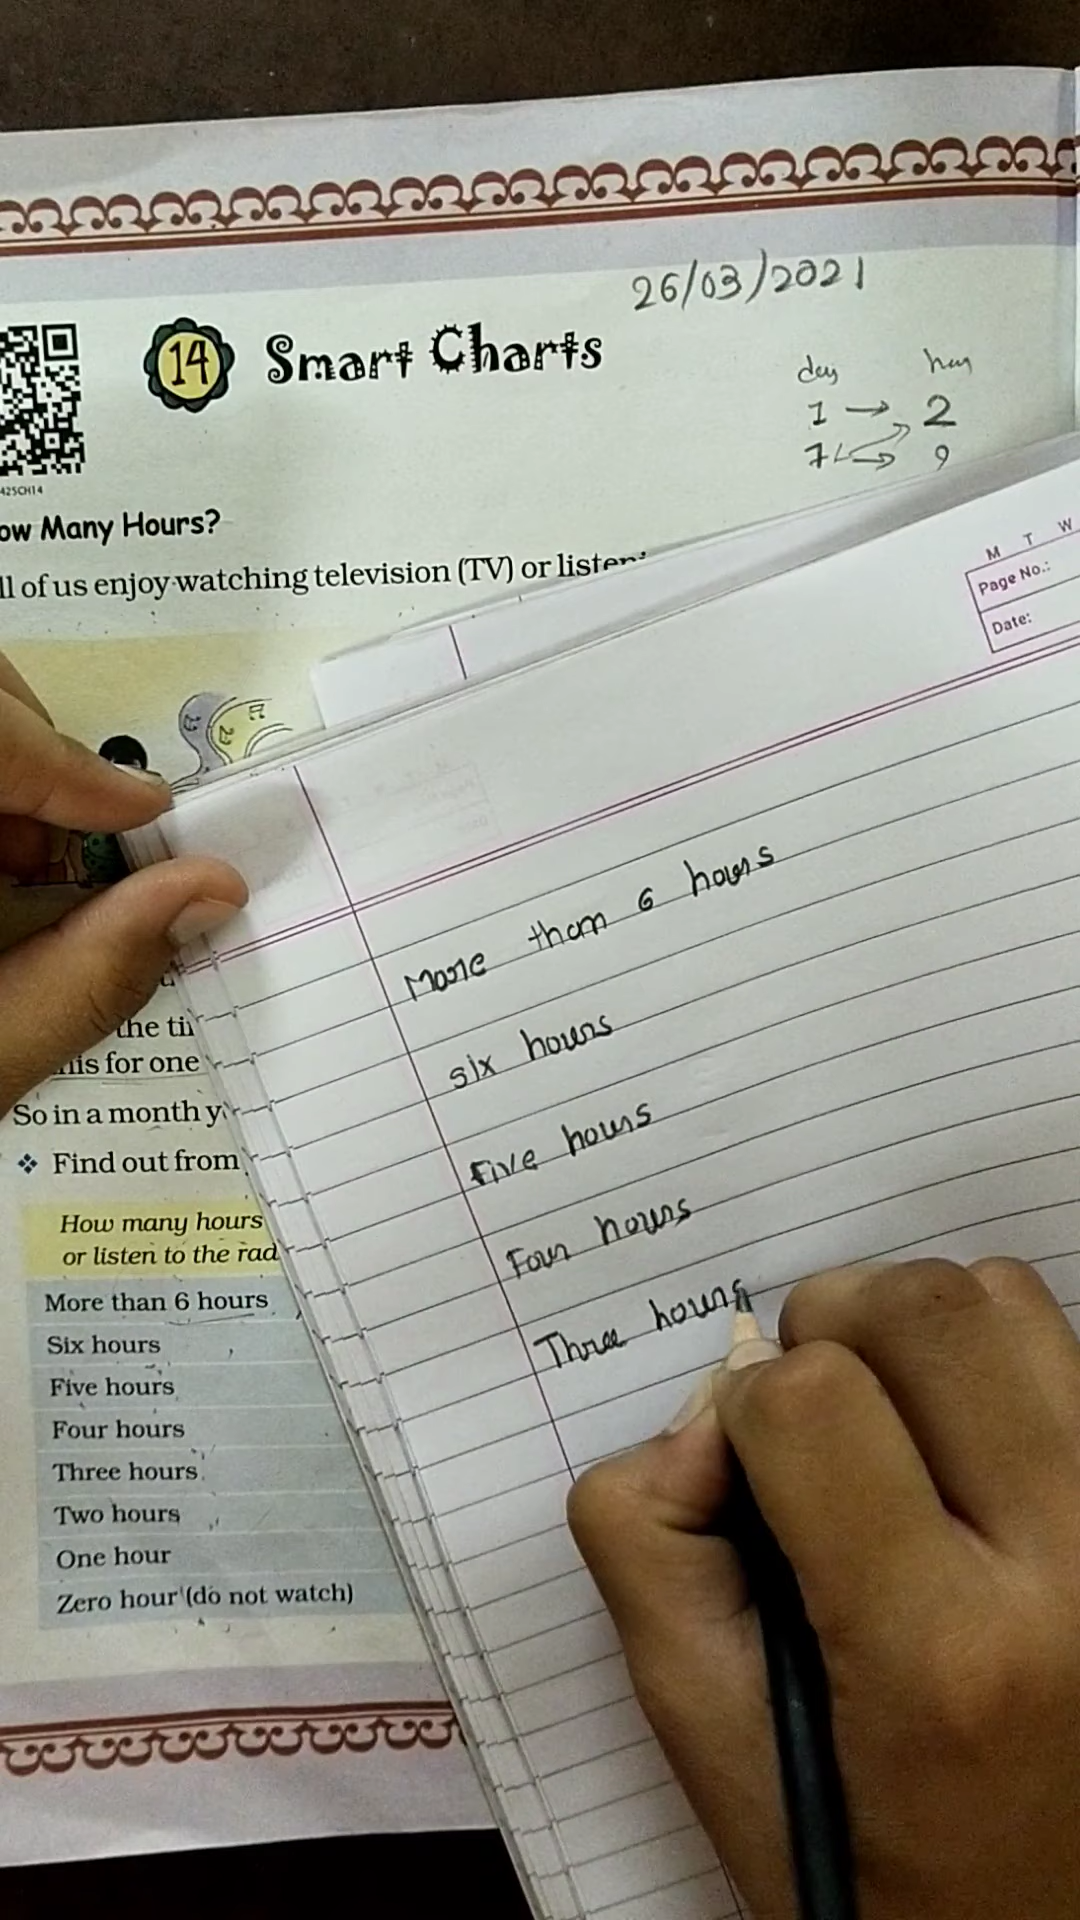 26/03/2021
14 Smart Charts
day
1 → 2
7 → 9
425CH14
ow Many Hours?
ll of us enjoy watching television (TV) or listen
M T W
Page No.:
Date:
More than 6 hours
six hours
Five hours
Four hours
Three hours
the ti
his for one
So in a month y
❖ Find out from
How many hours
or listen to the rad
More than 6 hours
Six hours
Five hours
Four hours
Three hours
Two hours
One hour
Zero hour (do not watch)